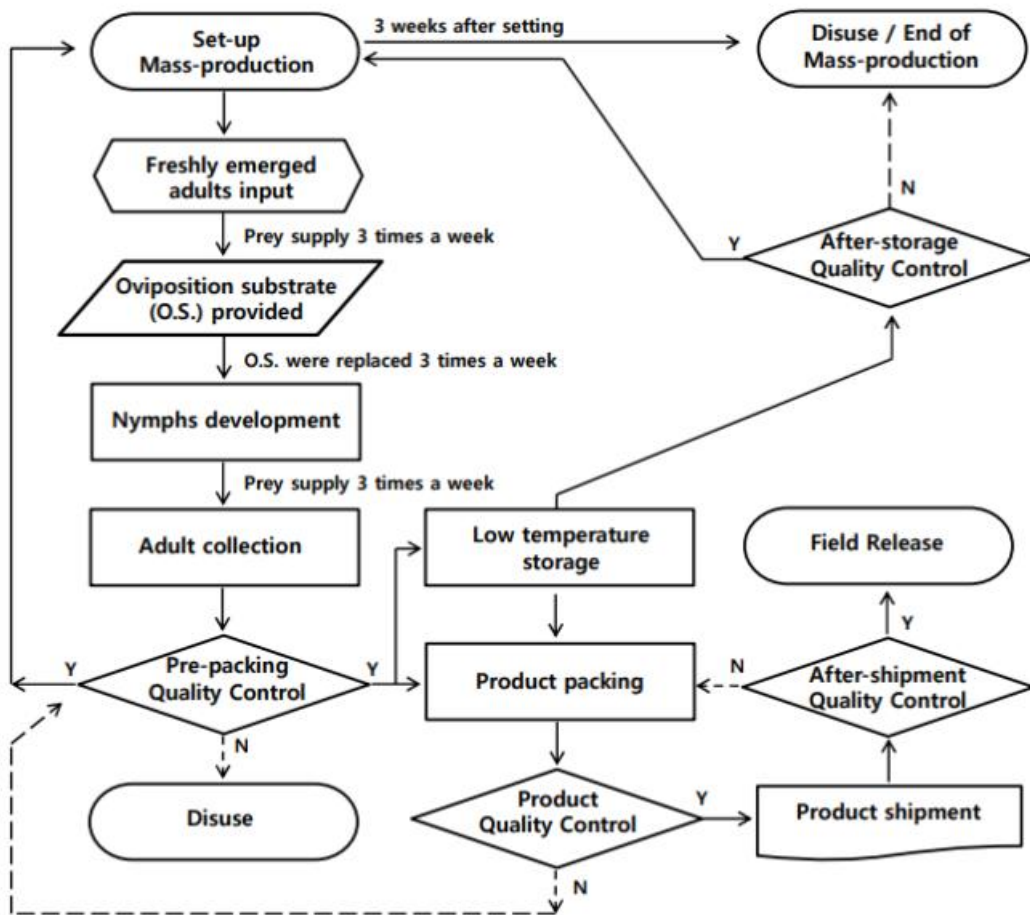 Set-up
Mass-production
3 weeks after setting
Disuse / End of
Mass-production
Freshly emerged
adults input
N
Y
After-storage
Quality Control
Prey supply 3 times a week
Oviposition substrate
(O.S.) provided
O.S. were replaced 3 times a week
Nymphs development
Prey supply 3 times a week
Adult collection
Low temperature
storage
Field Release
Y
Pre-packing
Quality Control
Y
Product packing
N
After-shipment
Quality Control
Y
N
Disuse
Product
Quality Control
Y
Product shipment
N